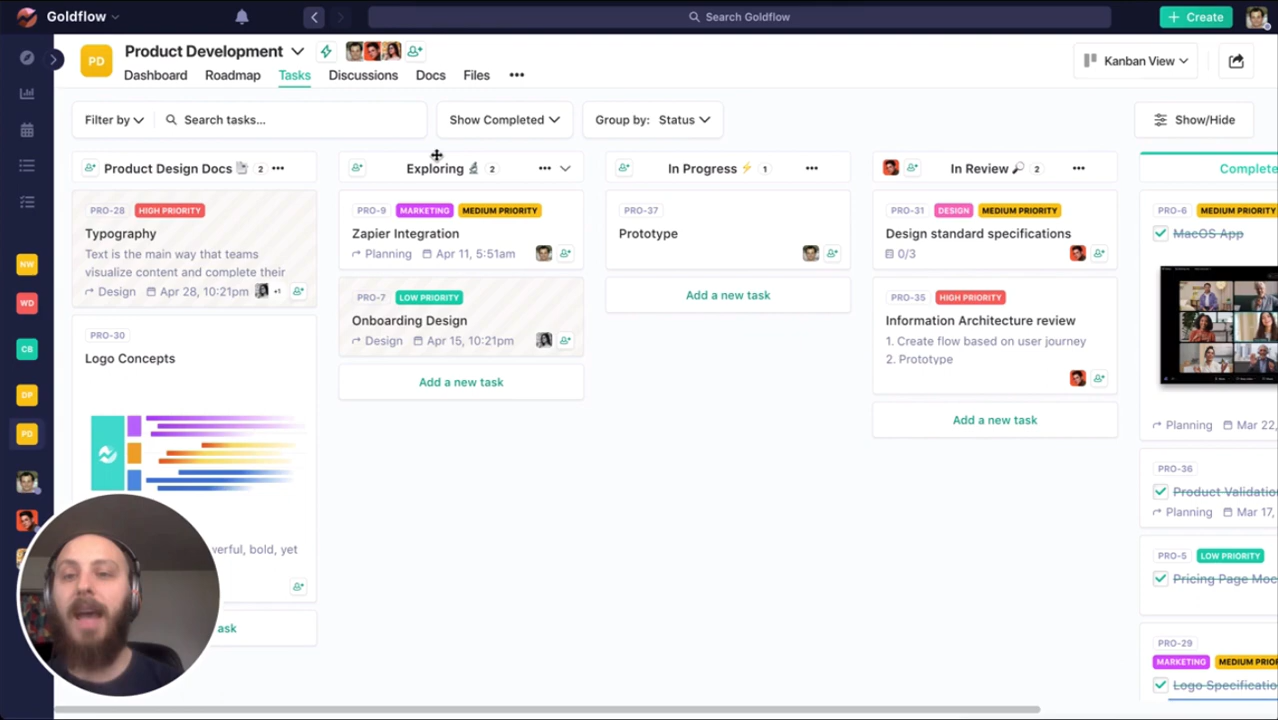 Goldflow
Search Goldflow
+ Create
PD
Product Development
Dashboard
Roadmap
Tasks
Discussions
Docs
Files
Kanban View
Filter by
Search tasks...
Show Completed
Group by: Status
Show/Hide
Product Design Docs 2
PRO-28 HIGH PRIORITY
Typography
Text is the main way that teams
visualize content and complete their
Design Apr 28, 10:21pm +1
PRO-30
Logo Concepts
werful, bold, yet
ask
Exploring 2
PRO-9 MARKETING MEDIUM PRIORITY
Zapier Integration
Planning Apr 11, 5:51am
PRO-7 LOW PRIORITY
Onboarding Design
Design Apr 15, 10:21pm
Add a new task
In Progress 1
PRO-37
Prototype
Add a new task
In Review 2
PRO-31 DESIGN MEDIUM PRIORITY
Design standard specifications
0/3
PRO-35 HIGH PRIORITY
Information Architecture review
1. Create flow based on user journey
2. Prototype
Add a new task
Complete
PRO-6 MEDIUM PRIORITY
MacOS App
Planning Mar 22,
PRO-36
Product Validatio
Planning Mar 17,
PRO-5 LOW PRIORITY
Pricing Page Moc
PRO-29
MARKETING MEDIUM PRIOR
Logo Specificatio
NW
WD
CB
DP
PD